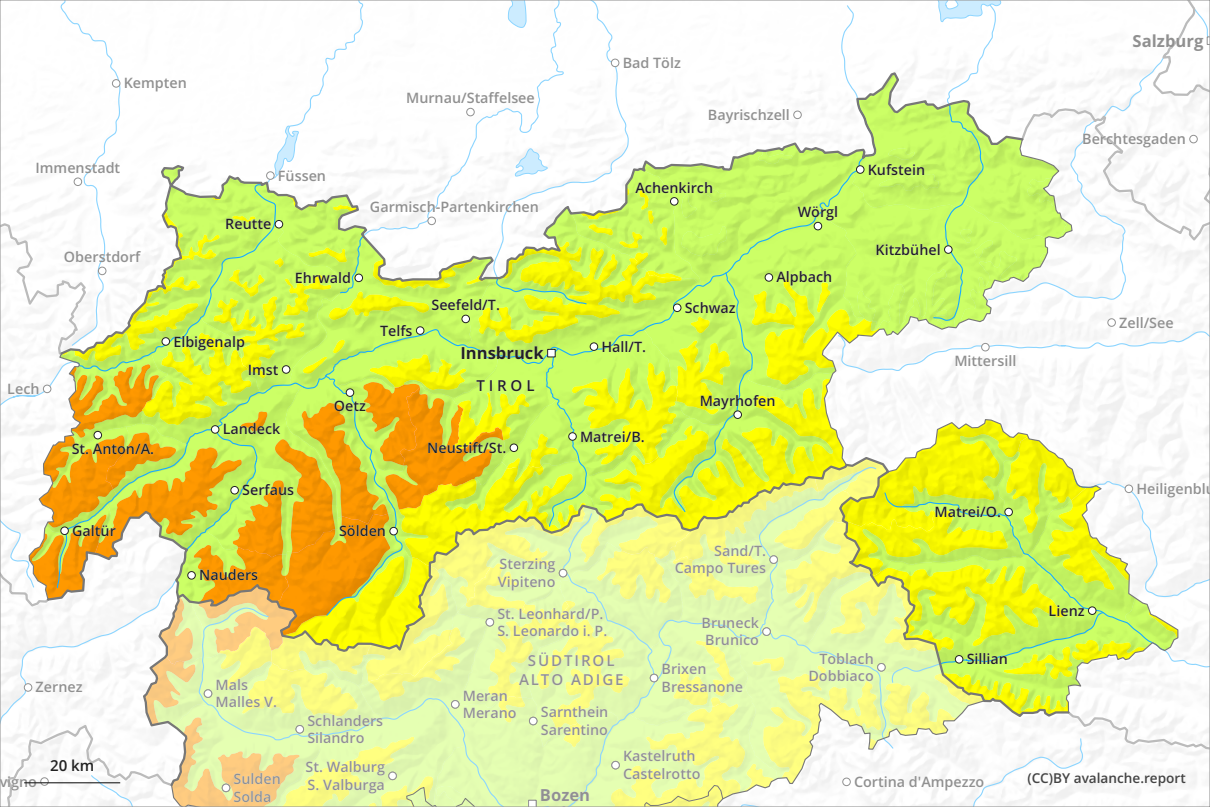 Salzburg
Bad Tölz
Kempten
Murnau/Staffelsee
Bayrischzell
Berchtesgaden
Immenstadt
Füssen
Kufstein
Achenkirch
Garmisch-Partenkirchen
Wörgl
Reutte
Kitzbühel
Oberstdorf
Ehrwald
Alpbach
Seefeld/T.
Schwaz
Zell/See
Telfs
Elbigenalp
Innsbruck
Hall/T.
Mittersill
Imst
TIROL
Lech
Oetz
Mayrhofen
Landeck
Matrei/B.
St. Anton/A.
Neustift/St.
Serfaus
Heiligenblu
Matrei/O.
Galtür
Sölden
Sand/T.
Campo Tures
Sterzing
Vipiteno
Nauders
Lienz
St. Leonhard/P.
S. Leonardo i. P.
Bruneck
Brunico
Sillian
SÜDTIROL
ALTO ADIGE
Toblach
Dobbiaco
Brixen
Bressanone
Zernez
Mals
Malles V.
Meran
Merano
Sarnthein
Sarentino
Schlanders
Silandro
Kastelruth
Castelrotto
St. Walburg
S. Valburga
20 km
vigno
Sulden
Solda
Cortina d'Ampezzo
(CC)BY avalanche.report
Bozen